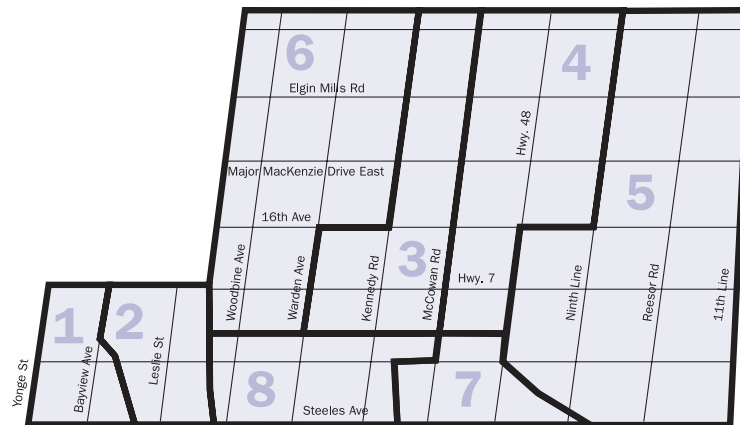 6
4
Elgin Mills Rd
Hwy. 48
Major MacKenzie Drive East
5
16th Ave
3
Woodbine Ave
Warden Ave
Kennedy Rd
McCowan Rd
Hwy. 7
Ninth Line
Reesor Rd
11th Line
1
2
Yonge St
Bayview Ave
Leslie St
8
7
Steeles Ave